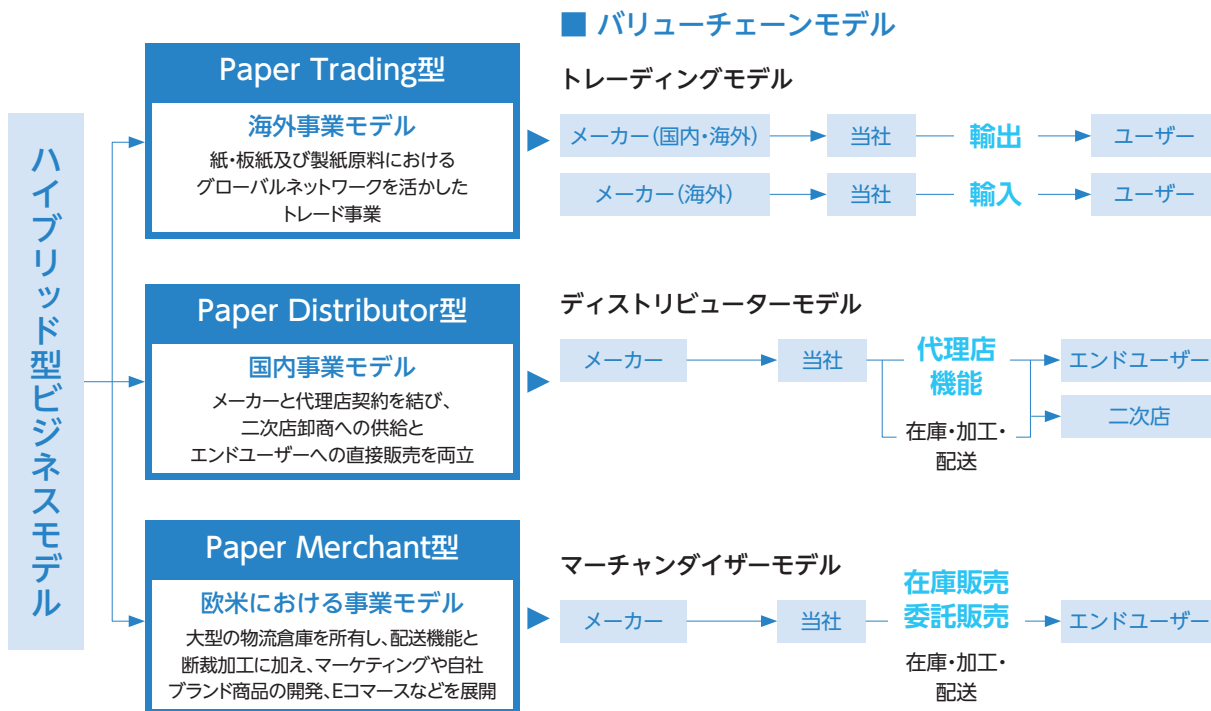 ハイブリッド型ビジネスモデル
■ バリューチェーンモデル
Paper Trading型
海外事業モデル
紙・板紙及び製紙原料における
グローバルネットワークを活かした
トレード事業
トレーディングモデル
メーカー(国内・海外)
当社
輸出
ユーザー
メーカー(海外)
当社
輸入
ユーザー
Paper Distributor型
国内事業モデル
メーカーと代理店契約を結び、
二次店卸商への供給と
エンドユーザーへの直接販売を両立
ディストリビューターモデル
メーカー
当社
代理店
機能
在庫・加工・
配送
エンドユーザー
二次店
Paper Merchant型
欧米における事業モデル
大型の物流倉庫を所有し、配送機能と
断裁加工に加え、マーケティングや自社
ブランド商品の開発、Eコマースなどを展開
マーチャンダイザーモデル
メーカー
当社
在庫販売
委託販売
在庫・加工・
配送
エンドユーザー